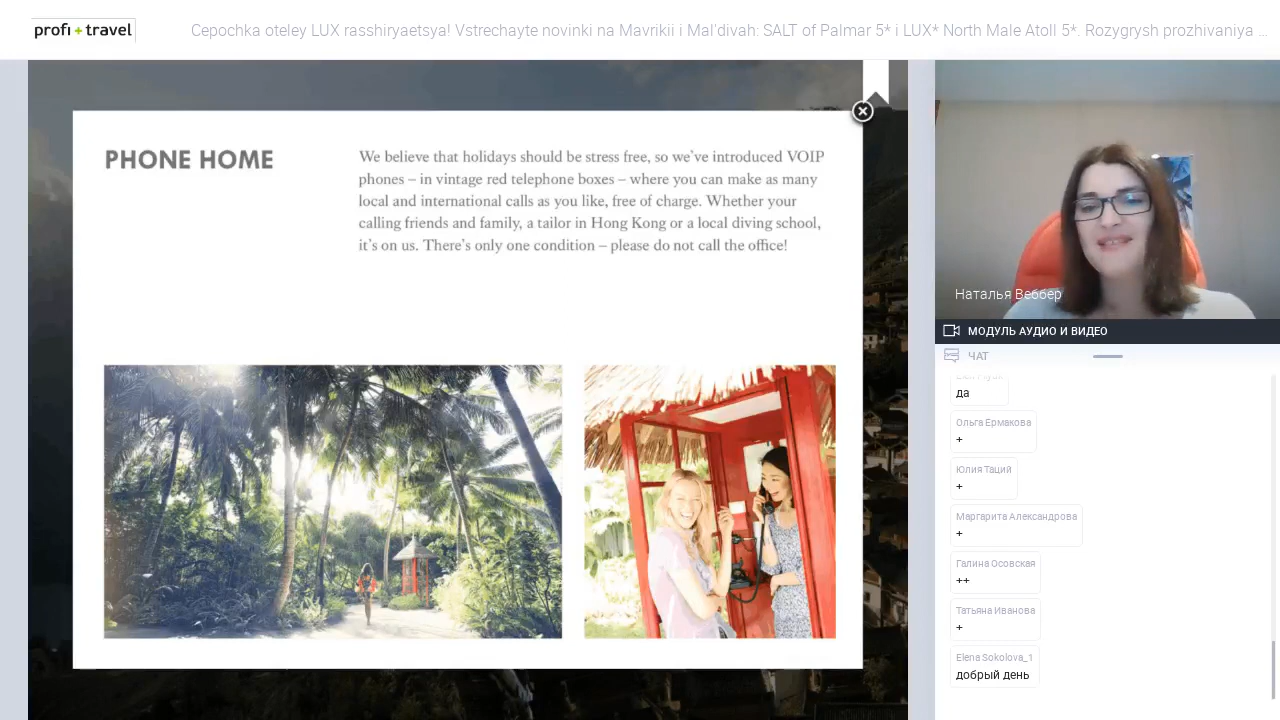 profi + travel
Cepochka oteley LUX rasshiryaetsya! Vstrechayte novinki na Mavrikii i Mal'divah: SALT of Palmar 5* i LUX* North Male Atoll 5*. Rozygrysh prozhivaniya ...
PHONE HOME
We believe that holidays should be stress free, so we've introduced VOIP
phones – in vintage red telephone boxes – where you can make as many
local and international calls as you like, free of charge. Whether your
calling friends and family, a tailor in Hong Kong or a local diving school,
it's on us. There's only one condition – please do not call the office!
Наталья Веббер
МОДУЛЬ АУДИО И ВИДЕО
ЧАТ
да
Ольга Ермакова
+
Юлия Таций
+
Маргарита Александрова
+
Галина Осовская
++
Татьяна Иванова
+
Elena Sokolova_1
добрый день